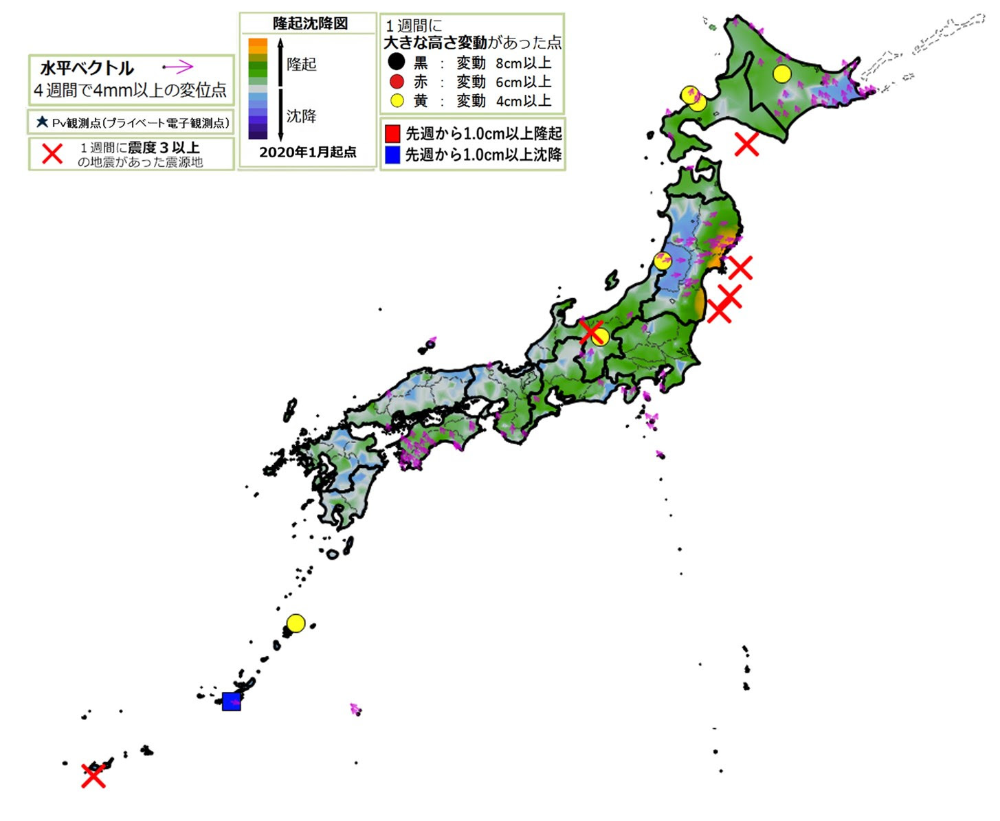 水平ベクトル
４週間で4mm以上の変位点
Pv観測点(プライベート電子観測点)
１週間に震度３以上
の地震があった震源地
隆起沈降図
隆起
沈降
2020年1月起点
１週間に
大きな高さ変動があった点
黒 ： 変動 8cm以上
赤 ： 変動 6cm以上
黄 ： 変動 4cm以上
先週から1.0cm以上隆起
先週から1.0cm以上沈降